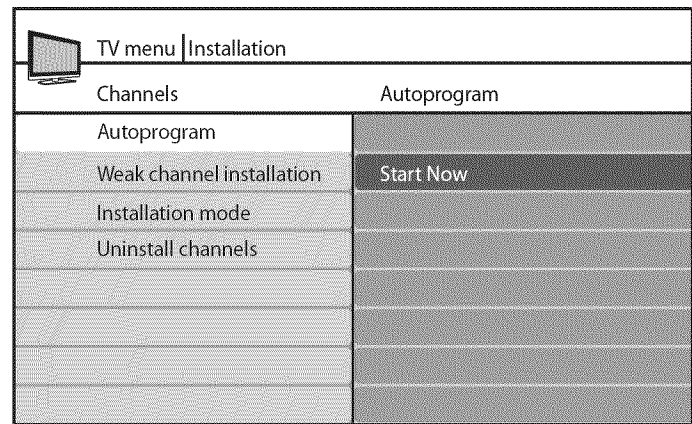 TV menu | Installation
Channels Autoprogram
Autoprogram
Weak channel installation Start Now
Installation mode
Uninstall channels